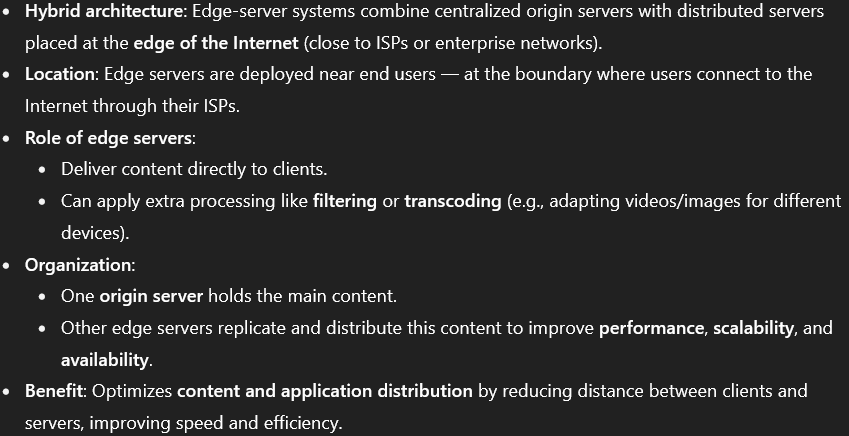 • Hybrid architecture: Edge-server systems combine centralized origin servers with distributed servers
placed at the edge of the Internet (close to ISPs or enterprise networks).
• Location: Edge servers are deployed near end users — at the boundary where users connect to the
Internet through their ISPs.
• Role of edge servers:
• Deliver content directly to clients.
• Can apply extra processing like filtering or transcoding (e.g., adapting videos/images for different
devices).
• Organization:
• One origin server holds the main content.
• Other edge servers replicate and distribute this content to improve performance, scalability, and
availability.
• Benefit: Optimizes content and application distribution by reducing distance between clients and
servers, improving speed and efficiency.